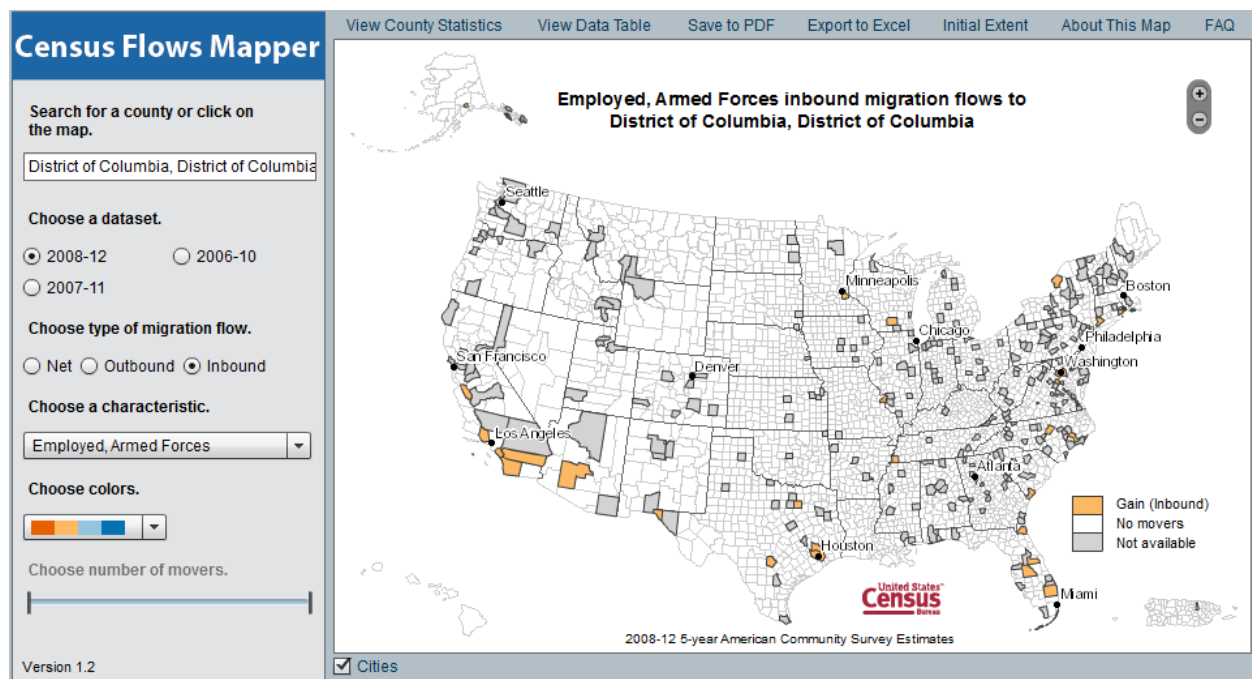 View County Statistics View Data Table Save to PDF Export to Excel Initial Extent About This Map FAQ
Census Flows Mapper
Search for a county or click on
the map.
District of Columbia, District of Columbia
Choose a dataset.
2008-12 2006-10
2007-11
Choose type of migration flow.
Net Outbound Inbound
Choose a characteristic.
Employed, Armed Forces
Choose colors.
Choose number of movers.
Version 1.2
Employed, Armed Forces inbound migration flows to
District of Columbia, District of Columbia
Seattle
Minneapolis
Boston
Chicago
Philadelphia
San Francisco
Denver
Washington
Los Angeles
Atlanta
Houston
Miami
Gain (Inbound)
No movers
Not available
United States™
Census
Bureau
2008-12 5-year American Community Survey Estimates
Cities